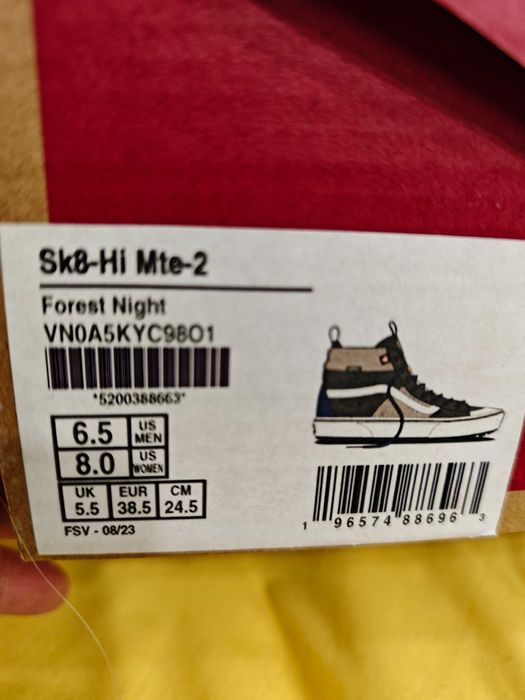 Sk8-Hi Mte-2
Forest Night
VN0A5KYC98O1
*5200388663*
6.5 US MEN
8.0 US WOMEN
UK EUR CM
5.5 38.5 24.5
FSV - 08/23
1 96574 88696 3